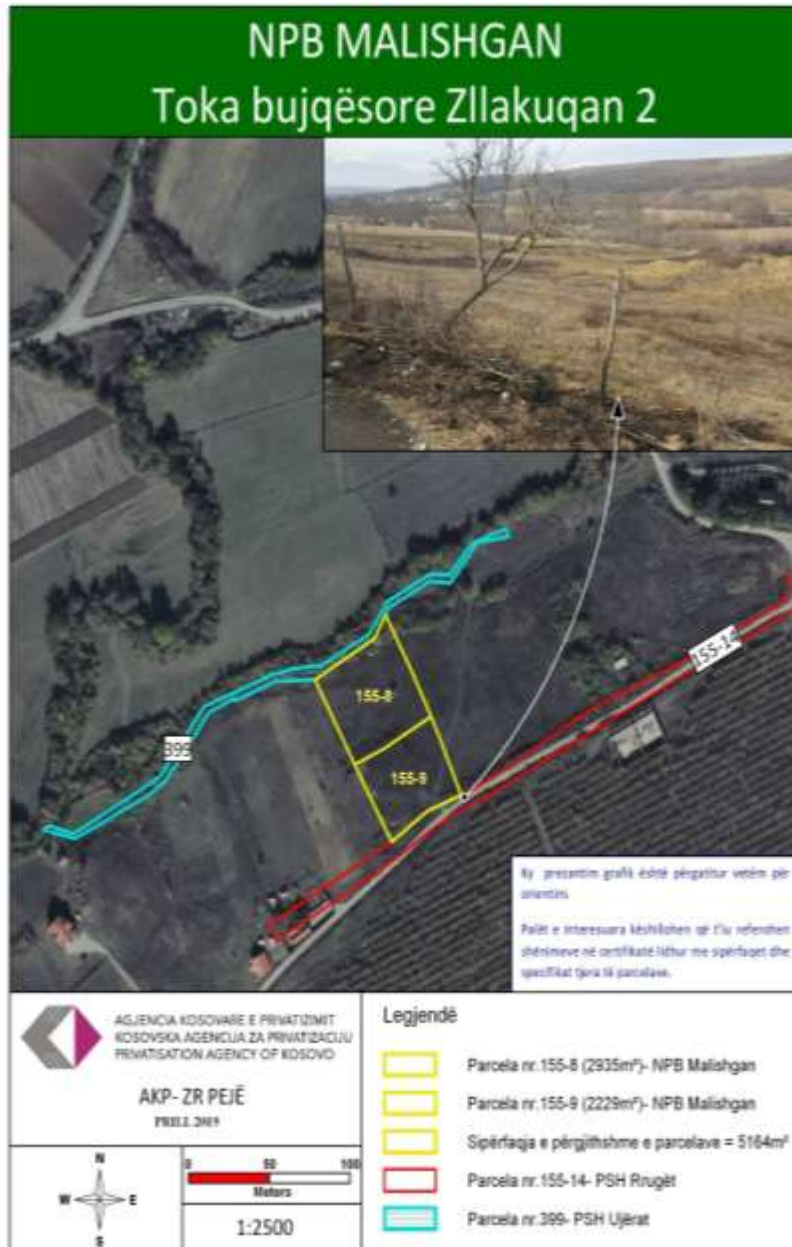 NPB MALISHGAN
Toka bujqësore Zllakuqan 2
155-14
155-8
399
155-9
Ky prezantim grafik është përgatitur vetëm për
orientim.
Palët e interesuara këshillohen që t'iu referohen
shënimeve në certifikatë lidhur me sipërfaqet dhe
specifikat tjera të parcelave.
AGJENCIA KOSOVARE E PRIVATIZIMIT
KOSOVSKA AGENCIJA ZA PRIVATIZACIJU
PRIVATISATION AGENCY OF KOSOVO
AKP- ZR PEJË
PRILL 2019
N
W E
S
0 50 100
Meters
1:2500
Legjendë
Parcela nr.155-8 (2935m²)- NPB Malishgan
Parcela nr.155-9 (2229m²)- NPB Malishgan
Sipërfaqja e përgjithshme e parcelave = 5164m²
Parcela nr.155-14- PSH Rrugët
Parcela nr.399- PSH Ujërat